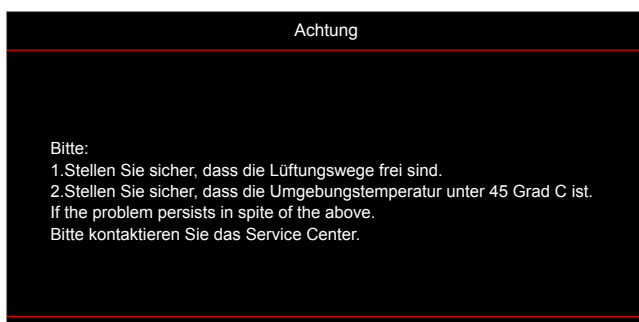 Achtung
Bitte:
1.Stellen Sie sicher, dass die Lüftungswege frei sind.
2.Stellen Sie sicher, dass die Umgebungstemperatur unter 45 Grad C ist.
If the problem persists in spite of the above.
Bitte kontaktieren Sie das Service Center.